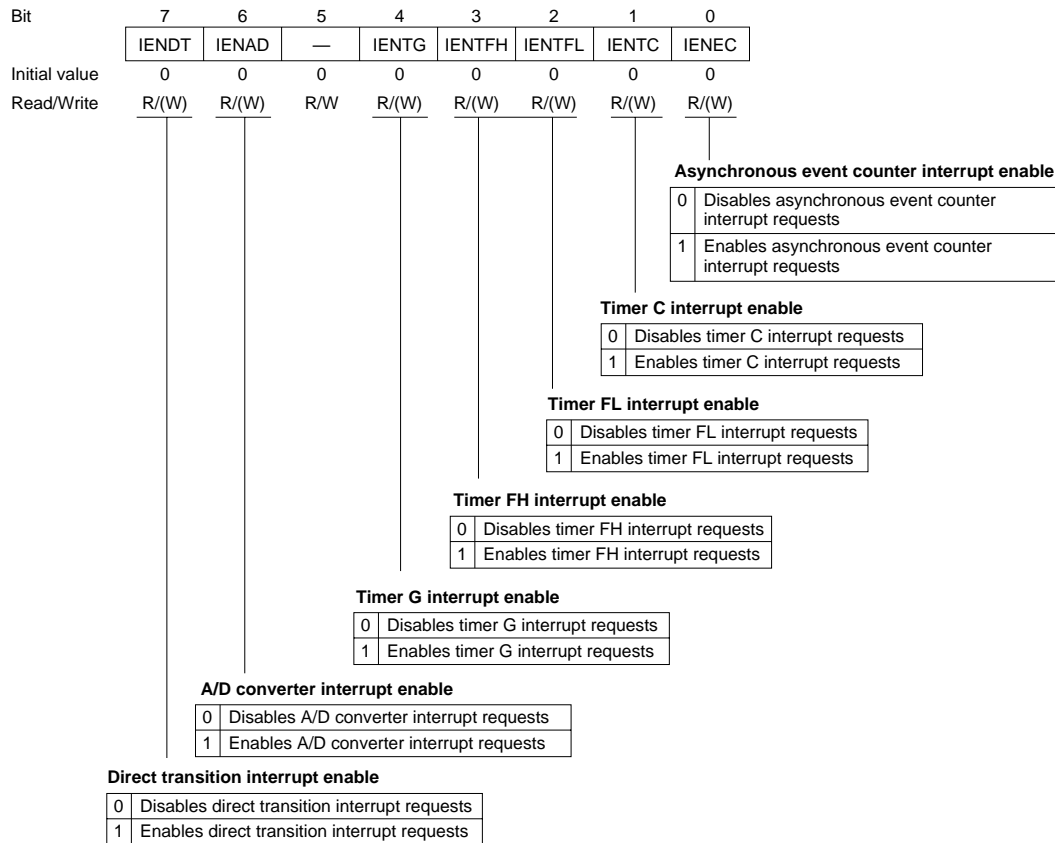 Bit 7 6 5 4 3 2 1 0
IENDT IENAD — IENTG IENTFH IENTFL IENTC IENEC
Initial value 0 0 0 0 0 0 0 0
Read/Write R/(W) R/(W) R/W R/(W) R/(W) R/(W) R/(W) R/(W)
Asynchronous event counter interrupt enable
0 Disables asynchronous event counter
interrupt requests
1 Enables asynchronous event counter
interrupt requests
Timer C interrupt enable
0 Disables timer C interrupt requests
1 Enables timer C interrupt requests
Timer FL interrupt enable
0 Disables timer FL interrupt requests
1 Enables timer FL interrupt requests
Timer FH interrupt enable
0 Disables timer FH interrupt requests
1 Enables timer FH interrupt requests
Timer G interrupt enable
0 Disables timer G interrupt requests
1 Enables timer G interrupt requests
A/D converter interrupt enable
0 Disables A/D converter interrupt requests
1 Enables A/D converter interrupt requests
Direct transition interrupt enable
0 Disables direct transition interrupt requests
1 Enables direct transition interrupt requests